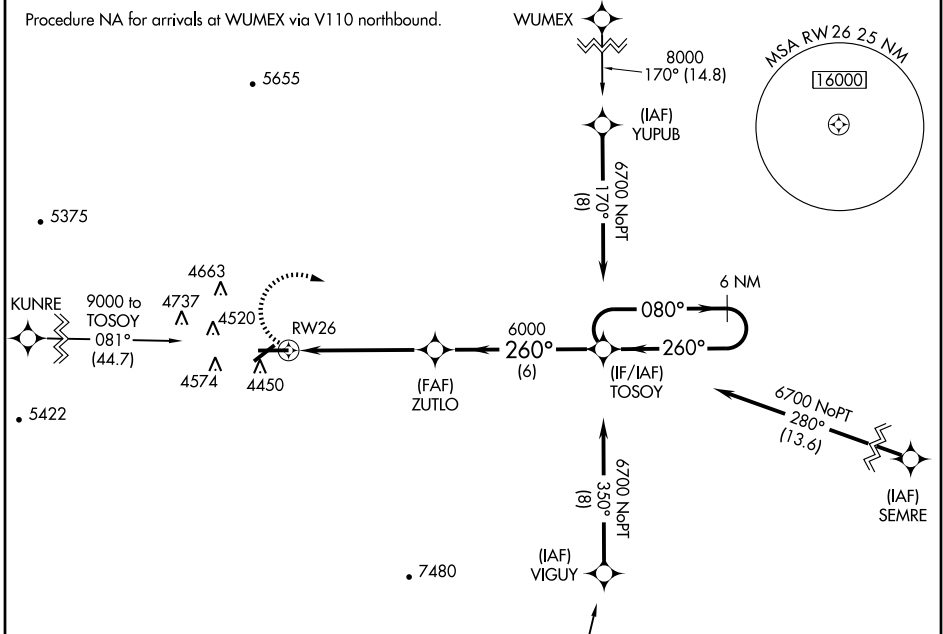 Procedure NA for arrivals at WUMEX via V110 northbound.
WUMEX
8000
170° (14.8)
MSA RW26 25 NM
16000
5655
(IAF)
YUPUB
6700 NoPT
170°
(8)
5375
4663
6 NM
KUNRE
9000 to
TOSOY
081°
(44.7)
4737
4520
RW26
080°
6000
260°
(6)
260°
4574
4450
(FAF)
ZUTLO
(IF/IAF)
TOSOY
5422
6700 NoPT
280°
(13.6)
(IAF)
SEMRE
6700 NoPT
350°
(8)
(IAF)
VIGUY
7480